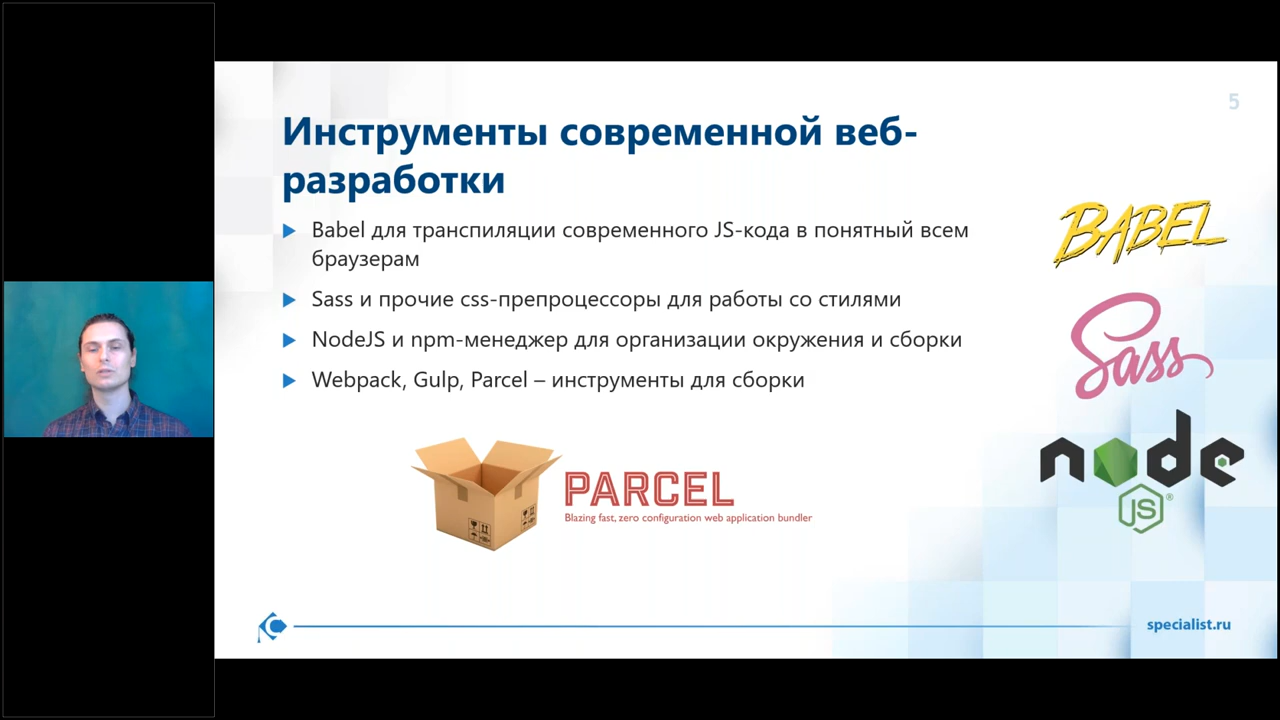 5
Инструменты современной веб-
разработки
Babel для транспиляции современного JS-кода в понятный всем
браузерам
Sass и прочие css-препроцессоры для работы со стилями
NodeJS и npm-менеджер для организации окружения и сборки
Webpack, Gulp, Parcel – инструменты для сборки
BABEL
Sass
node
JS®
PARCEL
Blazing fast, zero configuration web application bundler
specialist.ru